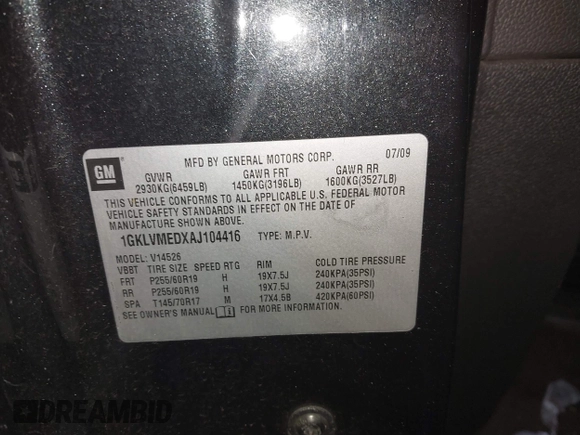 GM
MFD BY GENERAL MOTORS CORP. 07/09
GVWR GAWR FRT GAWR RR
2930KG(6459LB) 1450KG(3196LB) 1600KG(3527LB)
THIS VEHICLE CONFORMS TO ALL APPLICABLE U.S. FEDERAL MOTOR
VEHICLE SAFETY STANDARDS IN EFFECT ON THE DATE OF
MANUFACTURE SHOWN ABOVE.
1GKLVMEDXAJ104416 TYPE: M.P.V.
MODEL: V14526
VBBT TIRE SIZE SPEED RTG RIM COLD TIRE PRESSURE
FRT P255/60R19 H 19X7.5J 240KPA(35PSI)
RR P255/60R19 H 19X7.5J 240KPA(35PSI)
SPA T145/70R17 M 17X4.5B 420KPA(60PSI)
SEE OWNER'S MANUAL FOR MORE INFORMATION.
DREAMBID